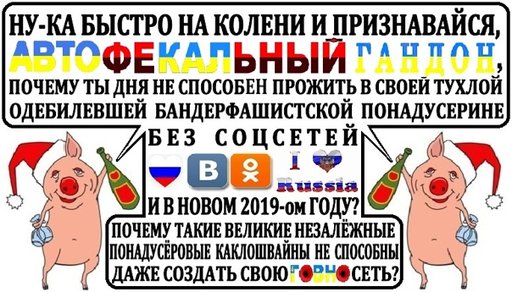 НУ-КА БЫСТРО НА КОЛЕНИ И ПРИЗНАВАЙСЯ,
АВТОФЕКАЛЬНЫЙ ГАНДОН,
ПОЧЕМУ ТЫ ДНЯ НЕ СПОСОБЕН ПРОЖИТЬ В СВОЕЙ ТУХЛОЙ
ОДЕБИЛЕВШЕЙ БАНДЕРФАШИСТСКОЙ ПОНАДУСЕРИНЕ
БЕЗ СОЦСЕТЕЙ
В I
Russia
И В НОВОМ 2019-ом ГОДУ?
ПОЧЕМУ ТАКИЕ ВЕЛИКИЕ НЕЗАЛЁЖНЫЕ
ПОНАДУСЁРОВЫЕ КАКЛОШВАЙНЫ НЕ СПОСОБНЫ
ДАЖЕ СОЗДАТЬ СВОЮ ГОВНОСЕТЬ?